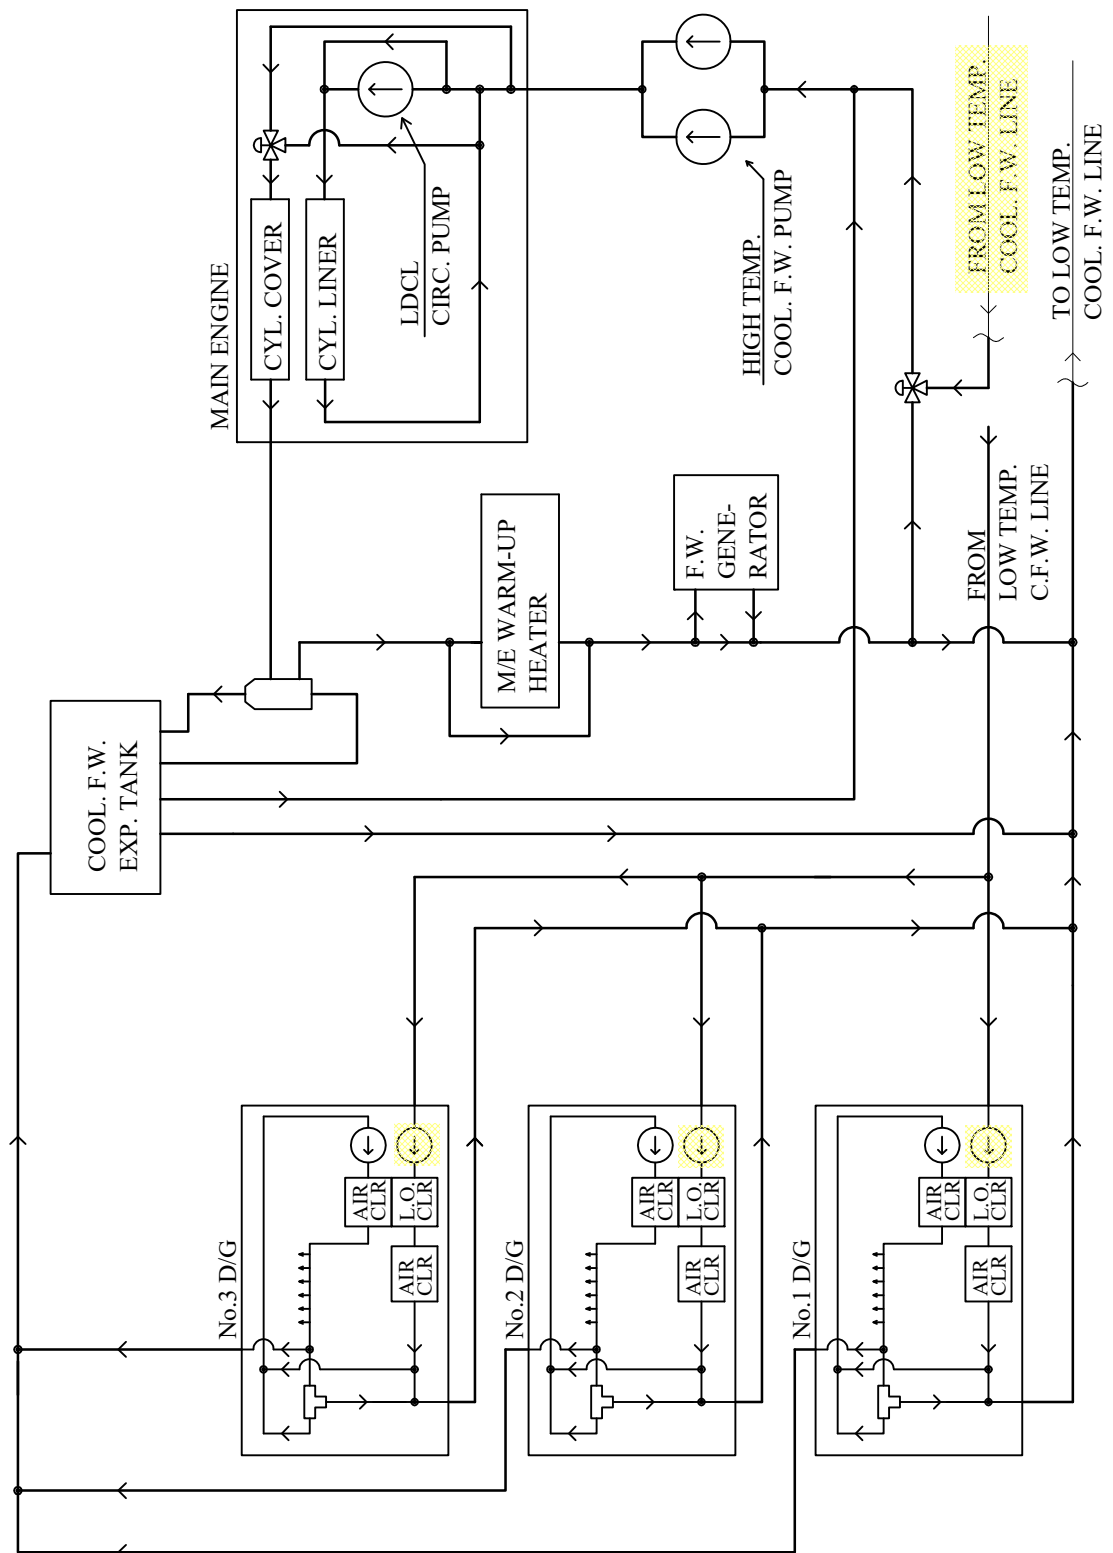 MAIN ENGINE
CYL. COVER
CYL. LINER
LDCL
CIRC. PUMP
HIGH TEMP.
COOL. F.W. PUMP
FROM LOW TEMP.
COOL. F.W. LINE
TO LOW TEMP.
COOL. F.W. LINE
COOL. F.W.
EXP. TANK
M/E WARM-UP
HEATER
F.W.
GENE-
RATOR
FROM
LOW TEMP.
C.F.W. LINE
No.3 D/G
AIR
CLR
L.O.
CLR
AIR
CLR
No.2 D/G
AIR
CLR
L.O.
CLR
AIR
CLR
No.1 D/G
AIR
CLR
L.O.
CLR
AIR
CLR